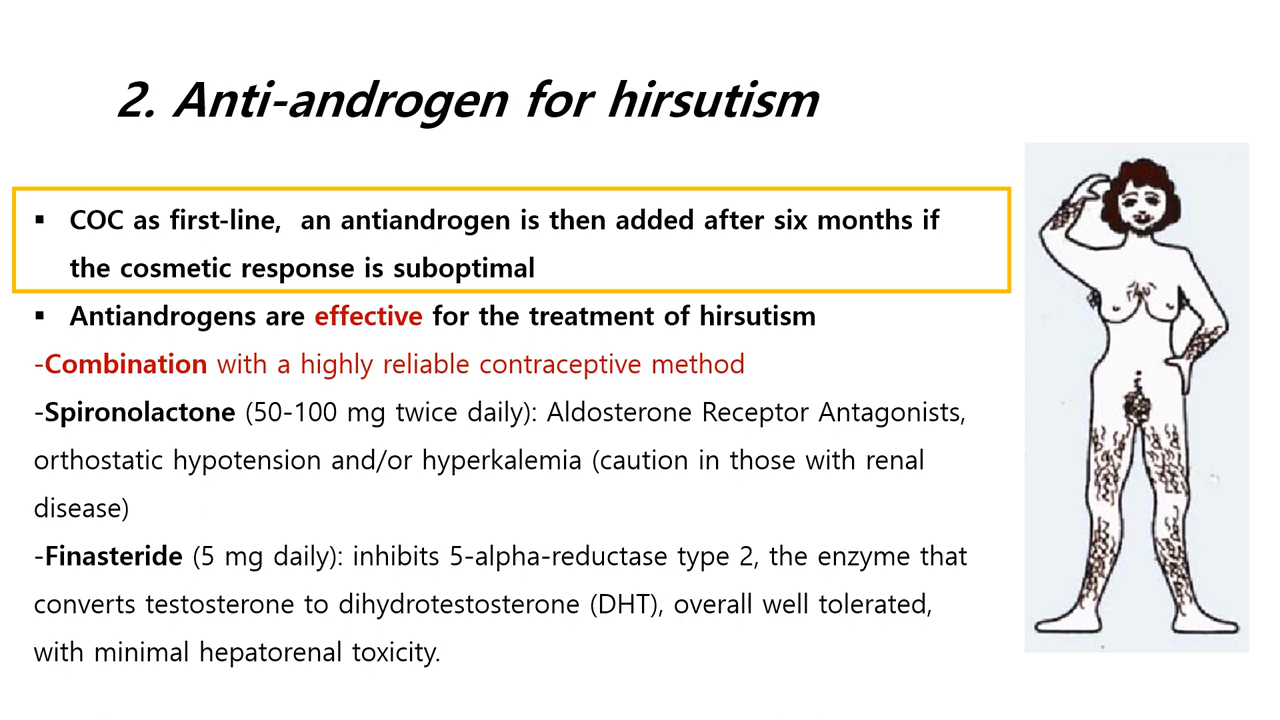 2. Anti-androgen for hirsutism
▪ COC as first-line, an antiandrogen is then added after six months if
the cosmetic response is suboptimal
▪ Antiandrogens are effective for the treatment of hirsutism
-Combination with a highly reliable contraceptive method
-Spironolactone (50-100 mg twice daily): Aldosterone Receptor Antagonists,
orthostatic hypotension and/or hyperkalemia (caution in those with renal
disease)
-Finasteride (5 mg daily): inhibits 5-alpha-reductase type 2, the enzyme that
converts testosterone to dihydrotestosterone (DHT), overall well tolerated,
with minimal hepatorenal toxicity.